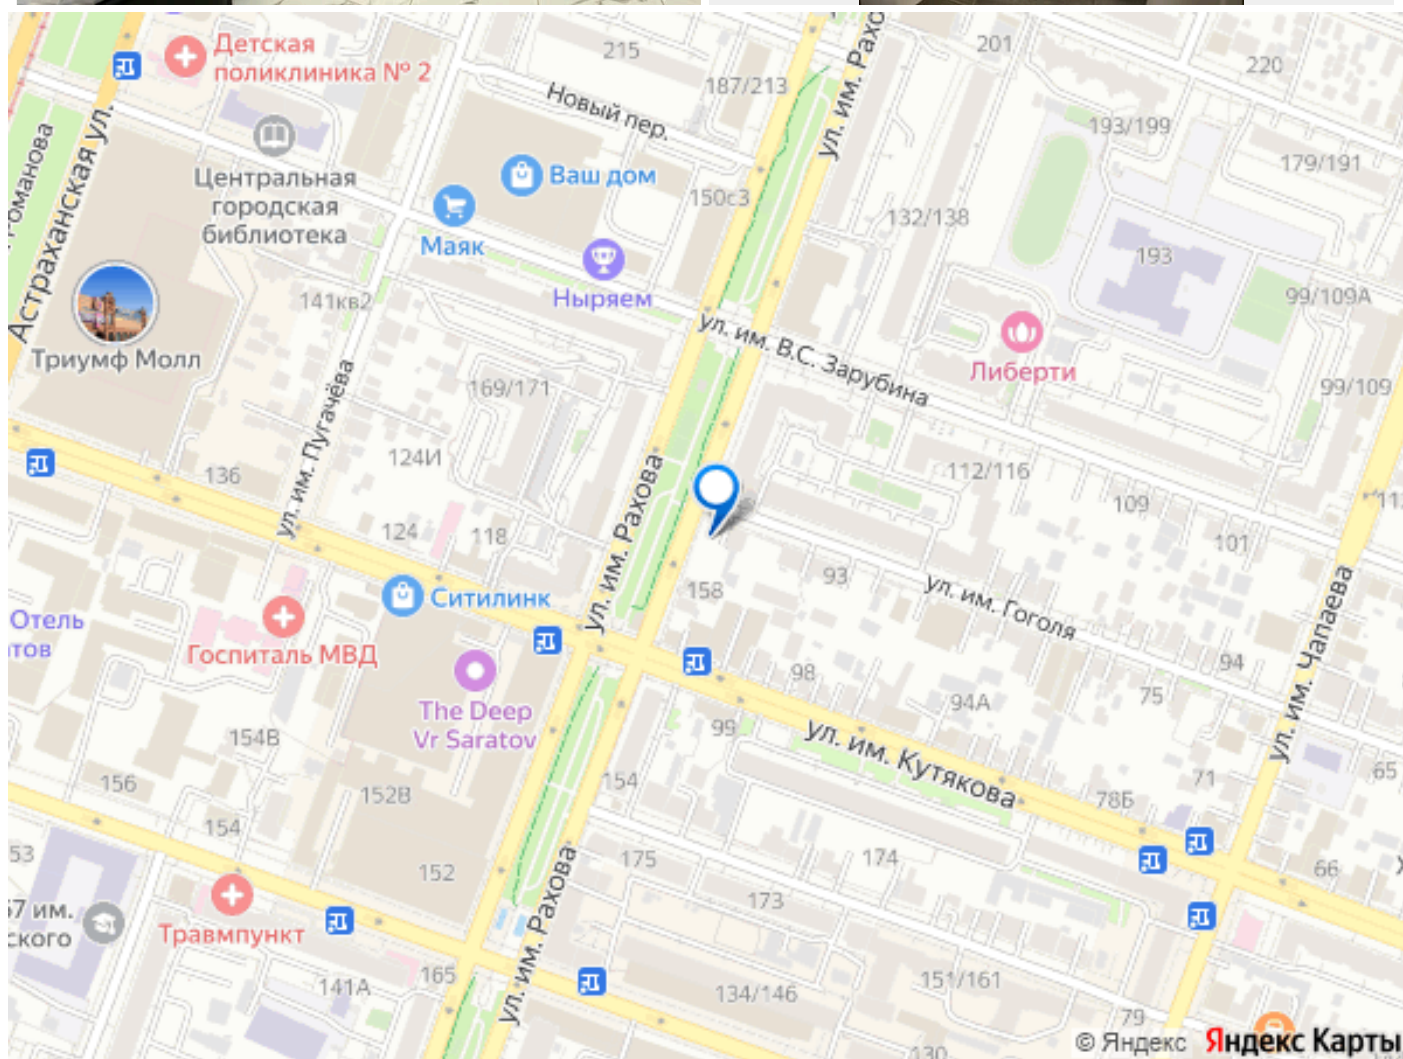 Детская
поликлиника № 2
215
187/213
ул. им. Рахо
201
220
Новый пер.
193/199
179/191
Астраханская ул.
Центральная
городская
библиотека
Ваш дом
150с3
132/138
193
Маяк
Ныряем
141кв2
99/109А
Триумф Молл
ул. им. В.С. Зарубина
Либерти
99/109
169/171
ул. им. Пугачёва
124И
136
ул. им. Рахова
112/116
109
101
124
118
158
93
ул. им. Гоголя
Ситилинк
Отель
Госпиталь МВД
98
94
ул. им. Чапаева
75
94А
The Deep
Vr Saratov
99
ул. им. Кутякова
154В
156
152В
154
71
65
78Б
154
53
152
175
174
173
66
ул. им. Рахова
Травмпункт
165
141А
134/146
151/161
79
130
© Яндекс
Яндекс Карты